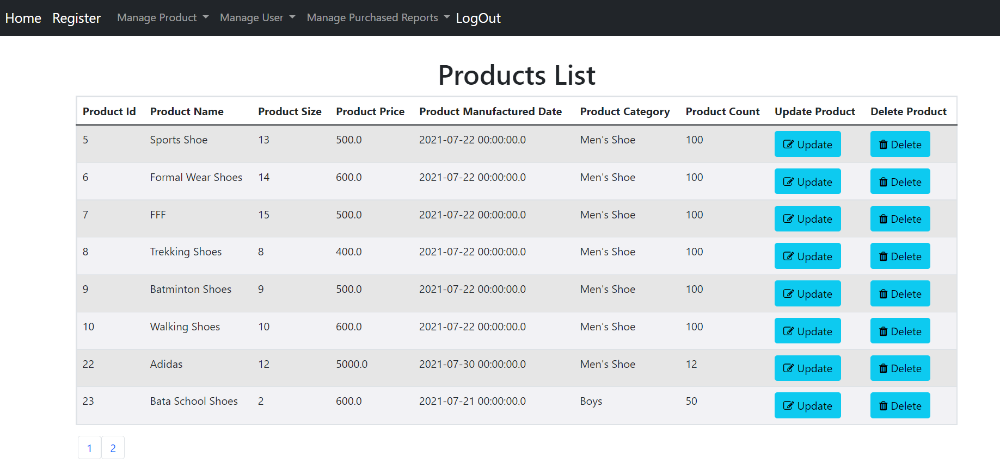 Home Register Manage Product Manage User Manage Purchased Reports LogOut
Products List
Product Id Product Name Product Size Product Price Product Manufactured Date Product Category Product Count Update Product Delete Product
5 Sports Shoe 13 500.0 2021-07-22 00:00:00.0 Men's Shoe 100 Update Delete
6 Formal Wear Shoes 14 600.0 2021-07-22 00:00:00.0 Men's Shoe 100 Update Delete
7 FFF 15 500.0 2021-07-22 00:00:00.0 Men's Shoe 100 Update Delete
8 Trekking Shoes 8 400.0 2021-07-22 00:00:00.0 Men's Shoe 100 Update Delete
9 Batminton Shoes 9 500.0 2021-07-22 00:00:00.0 Men's Shoe 100 Update Delete
10 Walking Shoes 10 600.0 2021-07-22 00:00:00.0 Men's Shoe 100 Update Delete
22 Adidas 12 5000.0 2021-07-30 00:00:00.0 Men's Shoe 12 Update Delete
23 Bata School Shoes 2 600.0 2021-07-21 00:00:00.0 Boys 50 Update Delete
1 2